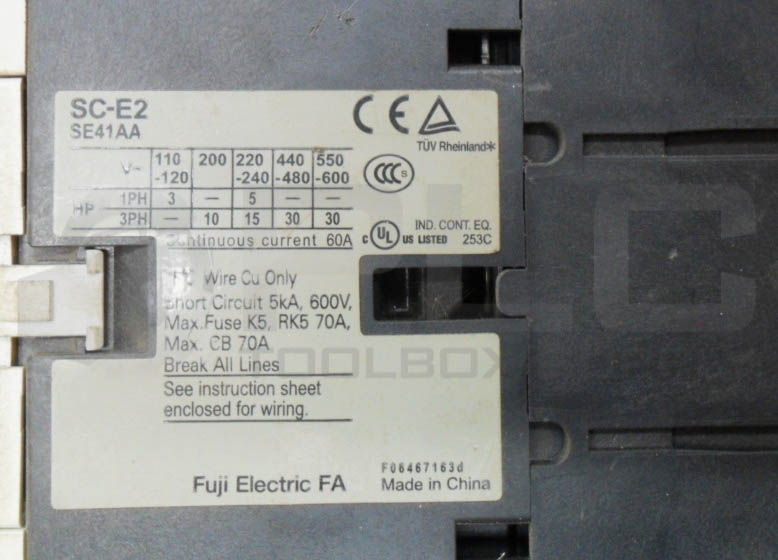 SC-E2
SE41AA
CE
TÜV Rheinland
V~ 110-120 200 220-240 440-480 550-600
HP 1PH 3 — 5 — —
3PH — 10 15 30 30
Continuous current 60A
CCC S
C UL US LISTED
IND. CONT. EQ.
253C
Wire Cu Only
Short Circuit 5kA, 600V,
Max.Fuse K5, RK5 70A,
Max. CB 70A
Break All Lines
See instruction sheet
enclosed for wiring.
Fuji Electric FA
F06467163d
Made in China
PLC
TOOLBOX